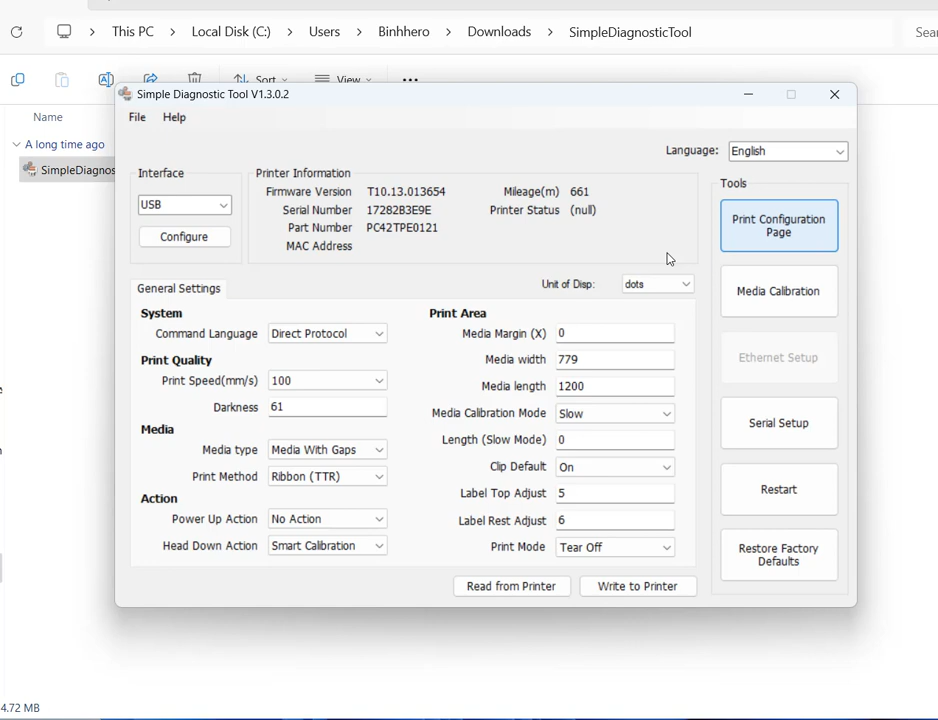 This PC > Local Disk (C:) > Users > Binhhero > Downloads > SimpleDiagnosticTool
Sort
View
Name
A long time ago
SimpleDiagnos
Simple Diagnostic Tool V1.3.0.2
File Help
Language: English
Interface
USB
Configure
Printer Information
Firmware Version T10.13.013654
Serial Number 17282B3E9E
Part Number PC42TPE0121
MAC Address
Mileage(m) 661
Printer Status (null)
Tools
Print Configuration
Page
Media Calibration
Ethernet Setup
Serial Setup
Restart
Restore Factory
Defaults
General Settings
Unit of Disp: dots
System
Command Language Direct Protocol
Print Quality
Print Speed(mm/s) 100
Darkness 61
Media
Media type Media With Gaps
Print Method Ribbon (TTR)
Action
Power Up Action No Action
Head Down Action Smart Calibration
Print Area
Media Margin (X) 0
Media width 779
Media length 1200
Media Calibration Mode Slow
Length (Slow Mode) 0
Clip Default On
Label Top Adjust 5
Label Rest Adjust 6
Print Mode Tear Off
Read from Printer
Write to Printer
4.72 MB